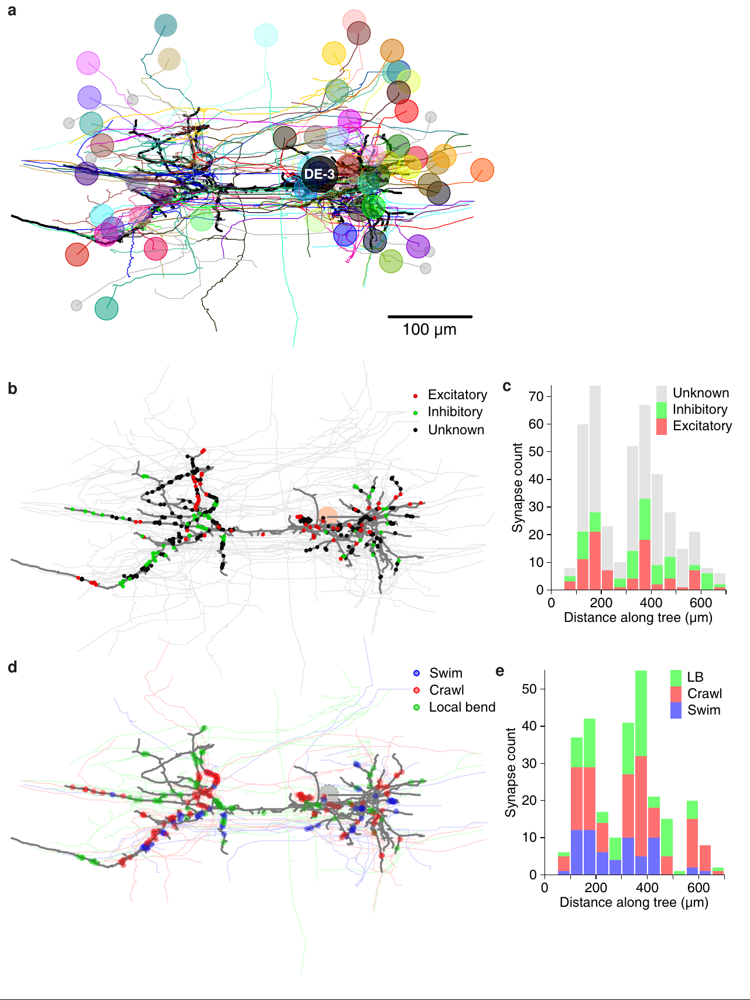 a
DE-3
100 µm
b
Excitatory
Inhibitory
Unknown
c
Unknown
Inhibitory
Excitatory
70
60
50
40
30
20
10
0
Synapse count
0 200 400 600
Distance along tree (µm)
d
Swim
Crawl
Local bend
e
LB
Crawl
Swim
50
40
30
20
10
0
Synapse count
0 200 400 600
Distance along tree (µm)